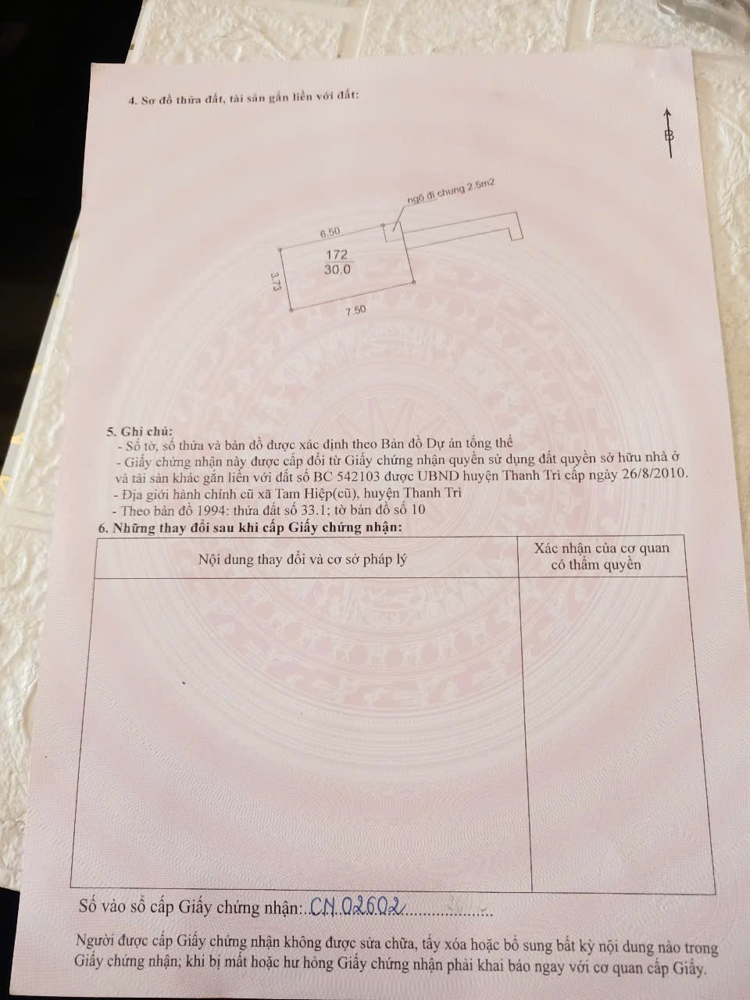 4. Sơ đồ thửa đất, tài sản gắn liền với đất:
B
ngõ đi chung 2.5m2
6.50
172
30.0
3.73
7.50
5. Ghi chú:
- Số tờ, số thửa và bản đồ được xác định theo Bản đồ Dự án tổng thể
- Giấy chứng nhận này được cấp đổi từ Giấy chứng nhận quyền sử dụng đất quyền sở hữu nhà ở
và tài sản khác gắn liền với đất số BC 542103 được UBND huyện Thanh Trì cấp ngày 26/8/2010.
- Địa giới hành chính cũ xã Tam Hiệp(cũ), huyện Thanh Trì
- Theo bản đồ 1994: thửa đất số 33.1; tờ bản đồ số 10
6. Những thay đổi sau khi cấp Giấy chứng nhận:
Nội dung thay đổi và cơ sở pháp lý
Xác nhận của cơ quan
có thẩm quyền
Số vào sổ cấp Giấy chứng nhận: CN 02602
Người được cấp Giấy chứng nhận không được sửa chữa, tẩy xóa hoặc bổ sung bất kỳ nội dung nào trong
Giấy chứng nhận; khi bị mất hoặc hư hỏng Giấy chứng nhận phải khai báo ngay với cơ quan cấp Giấy.